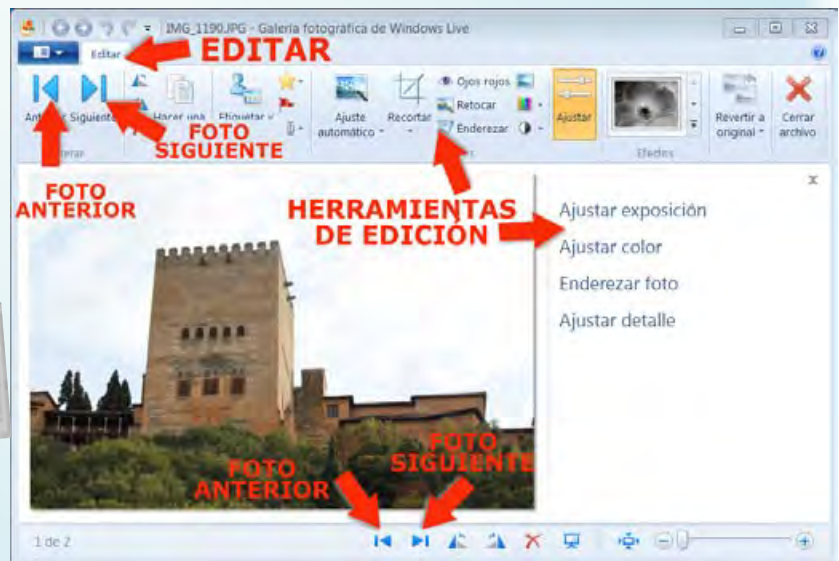 IMG_1190.JPG - Galería fotográfica de Windows Live
Editar
EDITAR
Siguiente
Hacer una
Etiquetar
FOTO
SIGUIENTE
Ajuste
automático
Recortar
Ojos rojos
Retocar
Enderezar
Ajustar
Efectos
Revertir a
original
Cerrar
archivo
FOTO
ANTERIOR
HERRAMIENTAS
DE EDICIÓN
Ajustar exposición
Ajustar color
Enderezar foto
Ajustar detalle
FOTO
ANTERIOR
FOTO
SIGUIENTE
1 de 2